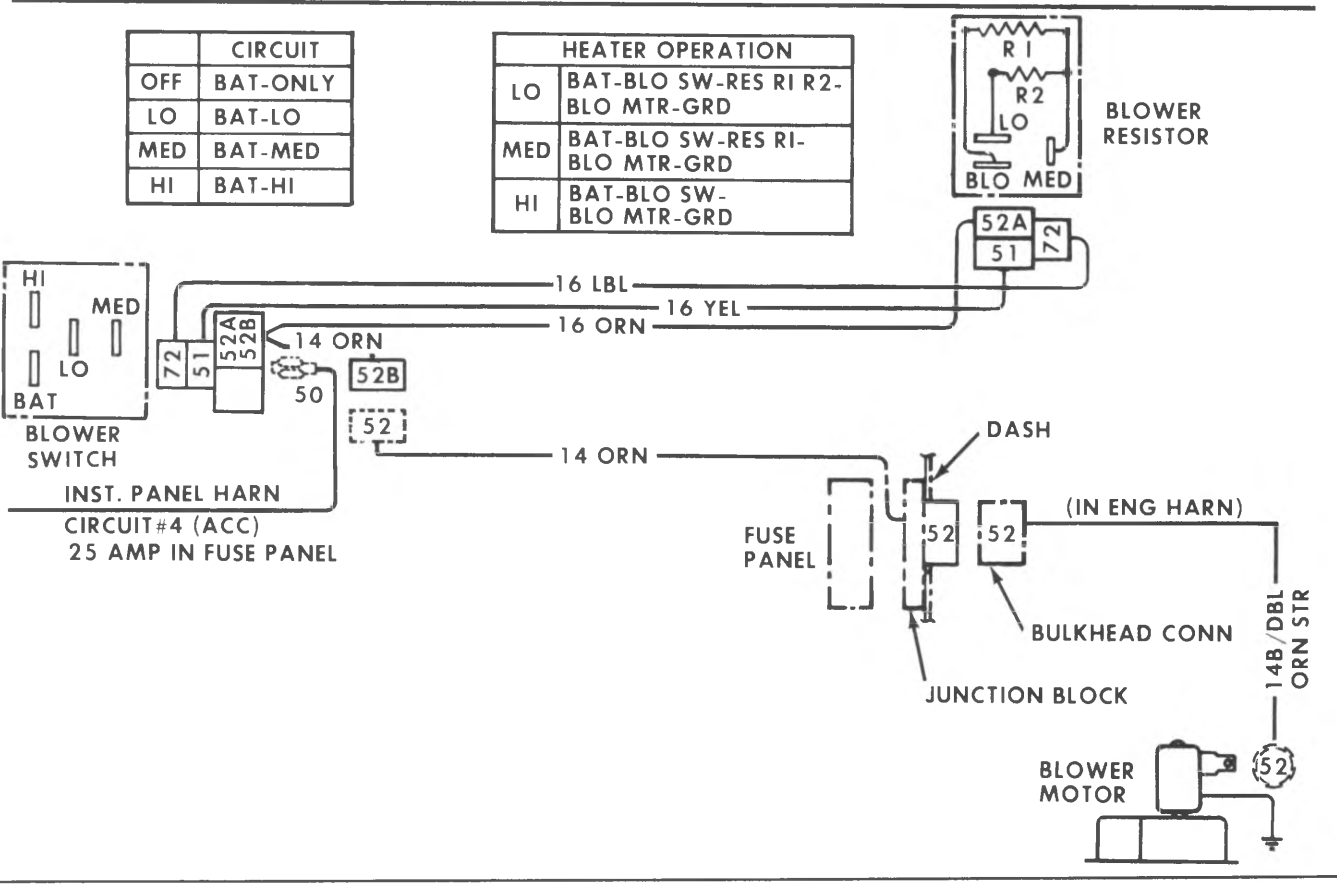 CIRCUIT
OFF BAT-ONLY
LO BAT-LO
MED BAT-MED
HI BAT-HI
HEATER OPERATION
LO BAT-BLO SW-RES RI R2-
BLO MTR-GRD
MED BAT-BLO SW-RES RI-
BLO MTR-GRD
HI BAT-BLO SW-
BLO MTR-GRD
R I
R2
LO
BLO MED
BLOWER
RESISTOR
52A
51
72
HI
MED
LO
BAT
BLOWER
SWITCH
72
51
52A
52B
16 LBL
16 YEL
16 ORN
14 ORN
50
52B
52
14 ORN
INST. PANEL HARN
CIRCUIT#4 (ACC)
25 AMP IN FUSE PANEL
DASH
FUSE
PANEL
52
52
(IN ENG HARN)
BULKHEAD CONN
JUNCTION BLOCK
14B/DBL
ORN STR
BLOWER
MOTOR
52